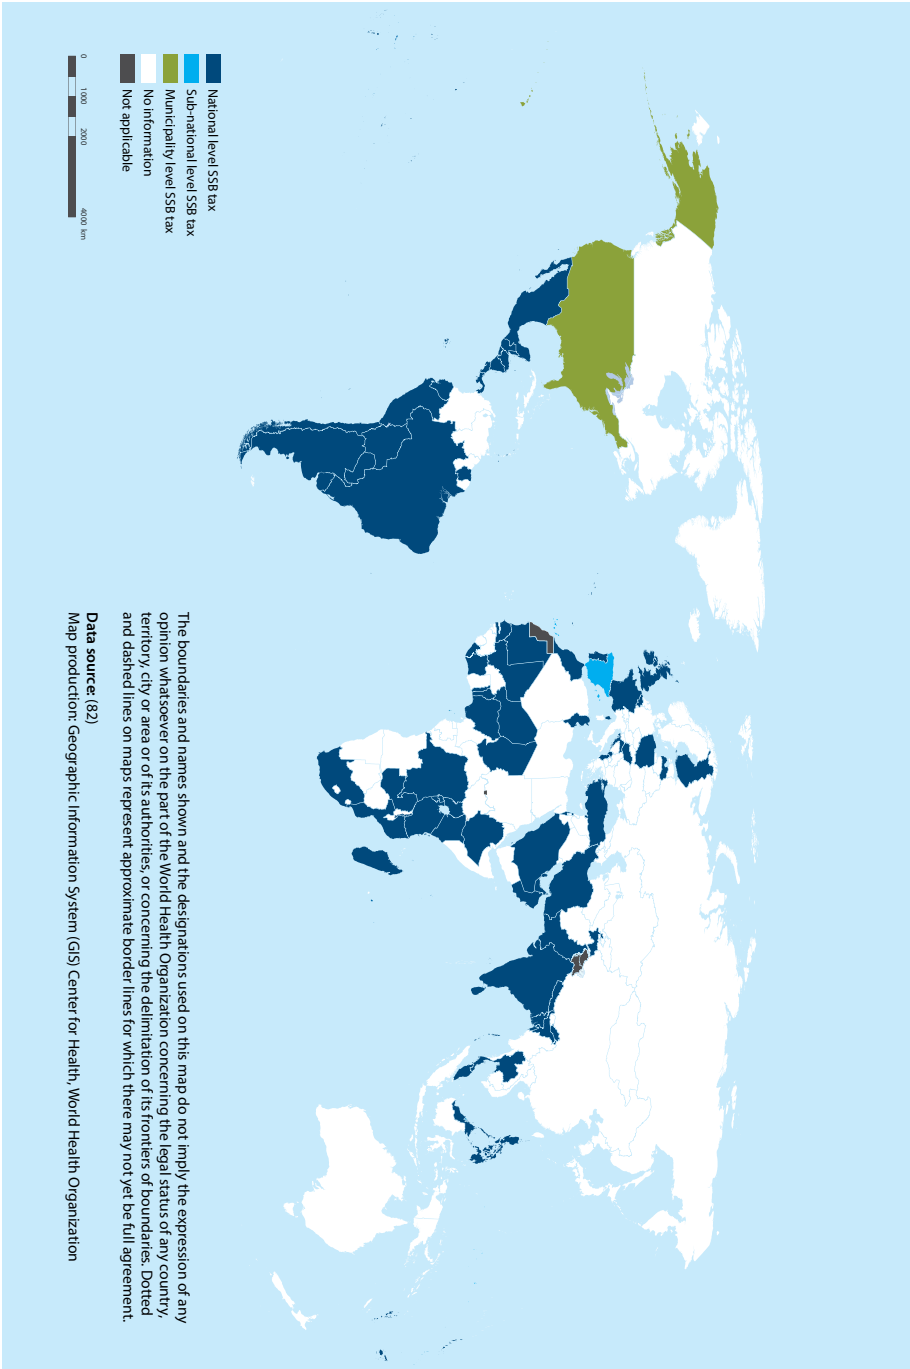 National level SSB tax
Sub-national level SSB tax
Municipality level SSB tax
No information
Not applicable
0 1000 2000 4000 km
The boundaries and names shown and the designations used on this map do not imply the expression of any
opinion whatsoever on the part of the World Health Organization concerning the legal status of any country,
territory, city or area or of its authorities, or concerning the delimitation of its frontiers of boundaries. Dotted
and dashed lines on maps represent approximate border lines for which there may not yet be full agreement.
Data source: (82)
Map production: Geographic Information System (GIS) Center for Health, World Health Organization